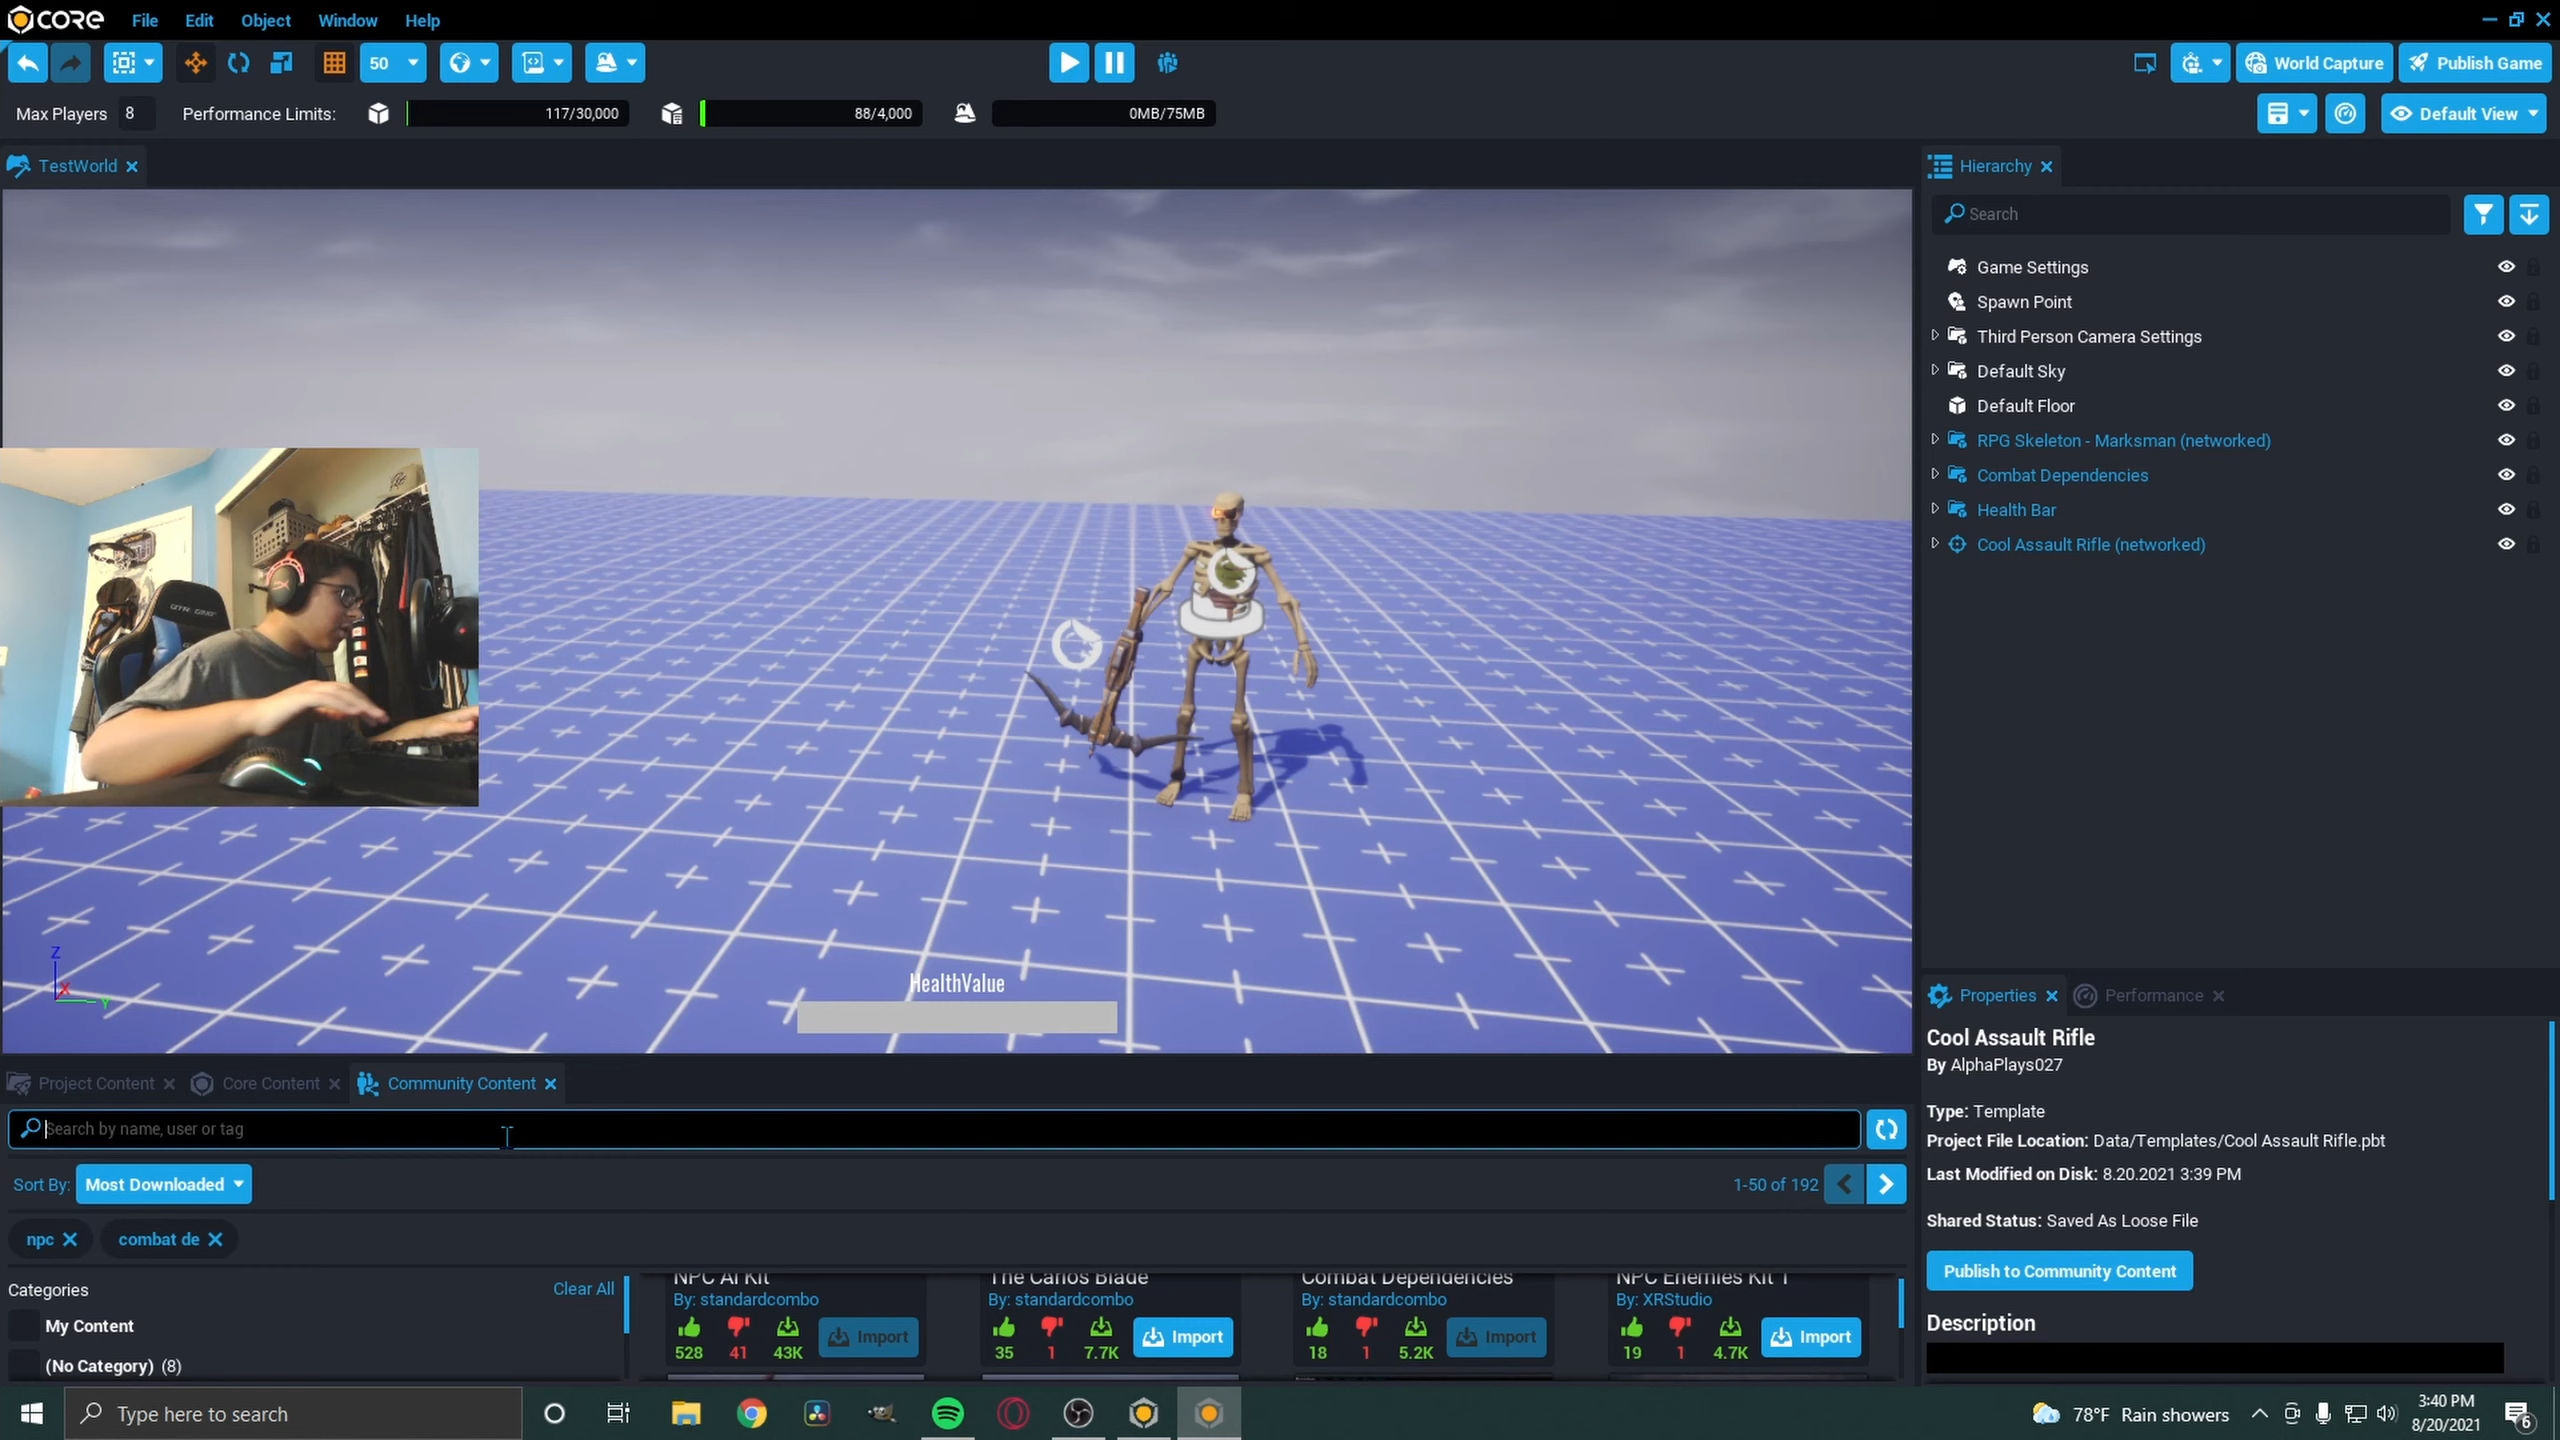 CORE File Edit Object Window Help
50 World Capture Publish Game
Max Players 8 Performance Limits: 117/30,000 88/4,000 0MB/75MB Default View
TestWorld
Hierarchy
Search
Game Settings
Spawn Point
Third Person Camera Settings
Default Sky
Default Floor
RPG Skeleton - Marksman (networked)
Combat Dependencies
Health Bar
Cool Assault Rifle (networked)
Z
X
Y
HealthValue
Project Content Core Content Community Content
Search by name, user or tag
Sort By: Most Downloaded 1-50 of 192
npc combat de
Categories Clear All
My Content
(No Category) (8)
NPC AI Kit
By: standardcombo
528 41 43K Import
The Carlos Blade
By: standardcombo
35 1 7.7K Import
Combat Dependencies
By: standardcombo
18 1 5.2K Import
NPC Enemies Kit 1
By: XRStudio
19 1 4.7K Import
Properties Performance
Cool Assault Rifle
By AlphaPlays027
Type: Template
Project File Location: Data/Templates/Cool Assault Rifle.pbt
Last Modified on Disk: 8.20.2021 3:39 PM
Shared Status: Saved As Loose File
Publish to Community Content
Description
Type here to search
78°F Rain showers
3:40 PM
8/20/2021
6